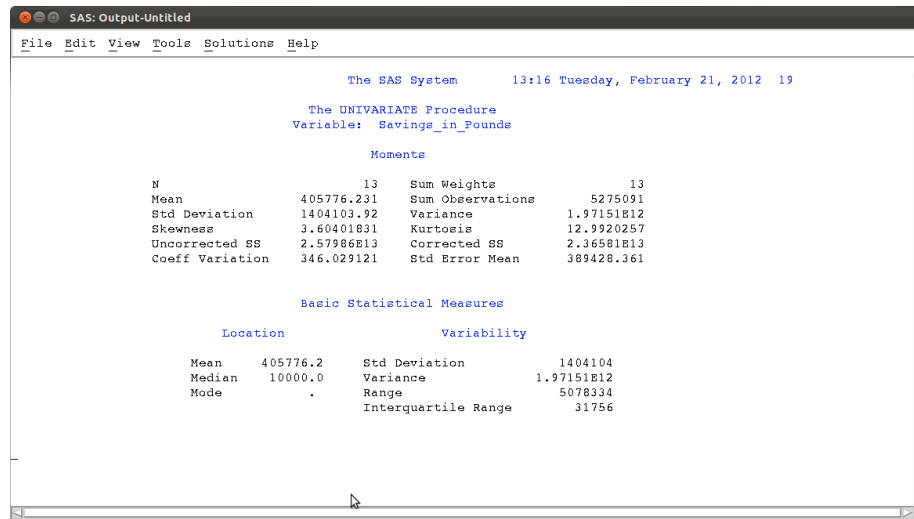 SAS: Output-Untitled
File Edit View Tools Solutions Help
The SAS System 13:16 Tuesday, February 21, 2012 19
The UNIVARIATE Procedure
Variable: Savings_in_Pounds
Moments
N 13 Sum Weights 13
Mean 405776.231 Sum Observations 5275091
Std Deviation 1404103.92 Variance 1.97151E12
Skewness 3.60401831 Kurtosis 12.9920257
Uncorrected SS 2.57986E13 Corrected SS 2.36581E13
Coeff Variation 346.029121 Std Error Mean 389428.361
Basic Statistical Measures
Location Variability
Mean 405776.2 Std Deviation 1404104
Median 10000.0 Variance 1.97151E12
Mode . Range 5078334
Interquartile Range 31756